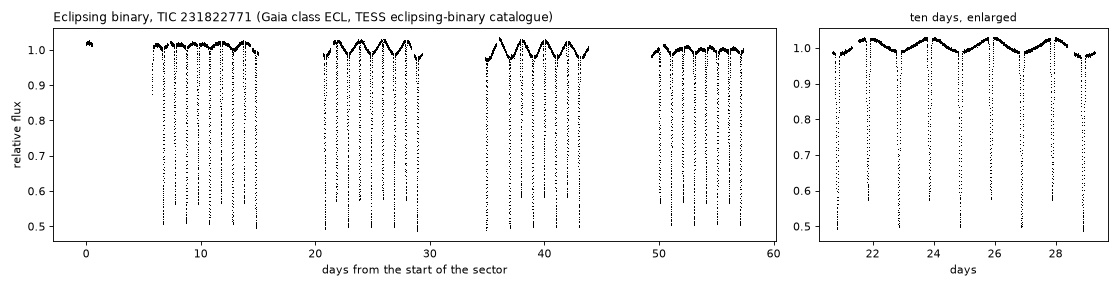 Eclipsing binary, TIC 231822771 (Gaia class ECL, TESS eclipsing-binary catalogue)
ten days, enlarged
relative flux
1.0
0.9
0.8
0.7
0.6
0.5
0 10 20 30 40 50 60
days from the start of the sector
1.0
0.9
0.8
0.7
0.6
0.5
22 24 26 28
days